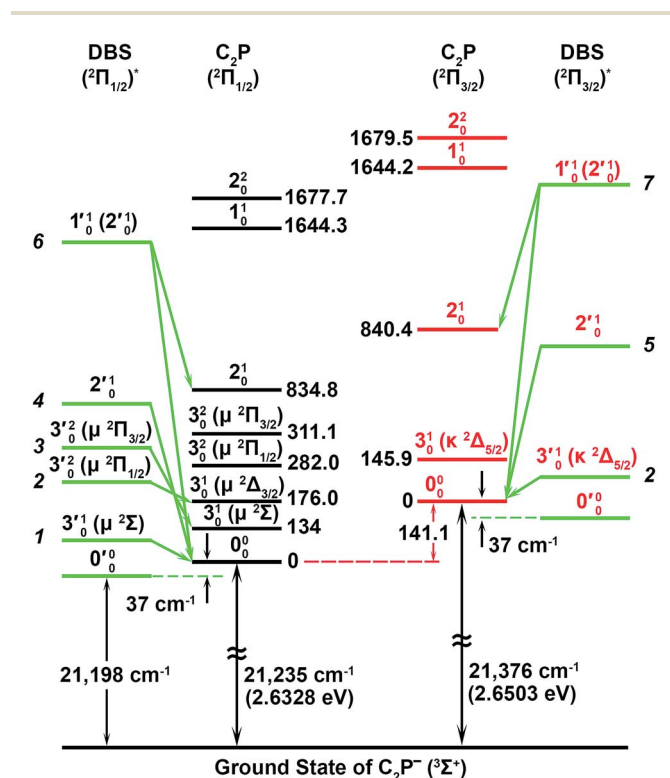 DBS C₂P C₂P DBS
(²Π₁/₂)* (²Π₁/₂) (²Π₃/₂) (²Π₃/₂)*
1679.5 2²₀
1644.2 1¹₀
2²₀ 1677.7
1¹₀ 1644.3
1′¹₀ (2′¹₀) 7
6 1′¹₀ (2′¹₀)
840.4 2¹₀
2′¹₀ 5
2¹₀ 834.8
4 2′¹₀
3²₀ (μ ²Π₃/₂) 311.1
3 3′²₀ (μ ²Π₃/₂)
3²₀ (μ ²Π₁/₂) 282.0
145.9 3¹₀ (κ ²Δ₅/₂)
2 3′²₀ (μ ²Π₁/₂)
3¹₀ (μ ²Δ₃/₂) 176.0
3′¹₀ (κ ²Δ₅/₂) 2
0 0⁰₀
3¹₀ (μ ²Σ) 134
0′⁰₀
1 3′¹₀ (μ ²Σ)
141.1
37 cm⁻¹
0⁰₀ 0
0′⁰₀
37 cm⁻¹
21,198 cm⁻¹
21,235 cm⁻¹
(2.6328 eV)
21,376 cm⁻¹
(2.6503 eV)
Ground State of C₂P⁻ (³Σ⁺)